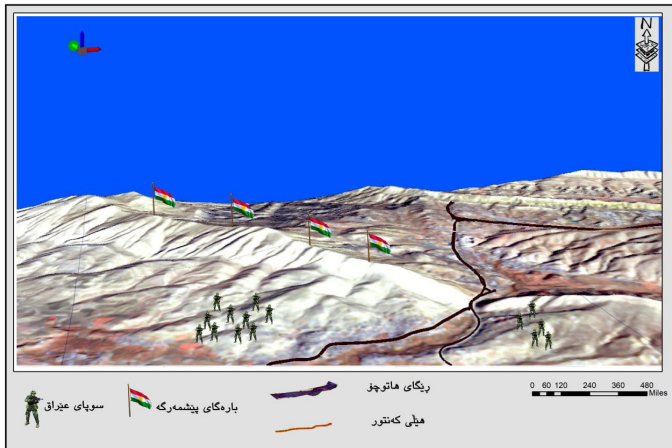 N
سوپای عێراق
بارەگای پێشمەرگە
ڕێگای هاتوچۆ
هێڵی کەنتور
0 60 120 240 360 480
Miles